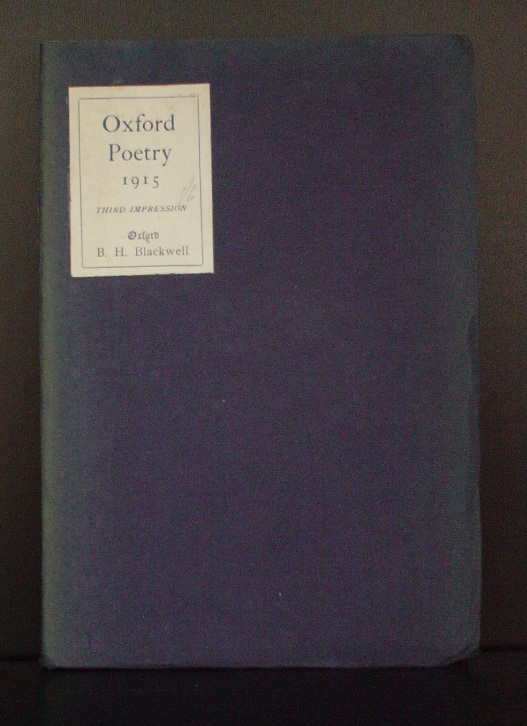 Oxford
Poetry
1915
THIRD IMPRESSION
Oxford
B. H. Blackwell